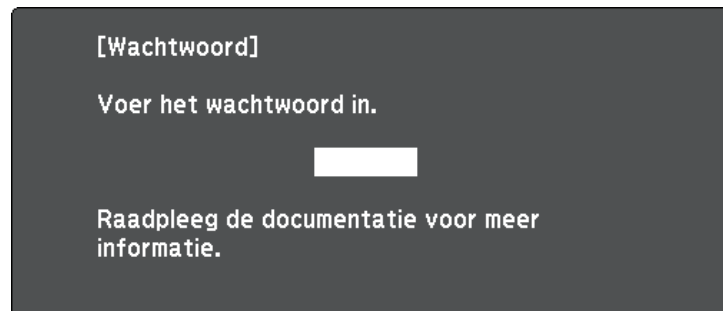 [Wachtwoord]
Voer het wachtwoord in.
Raadpleeg de documentatie voor meer
informatie.